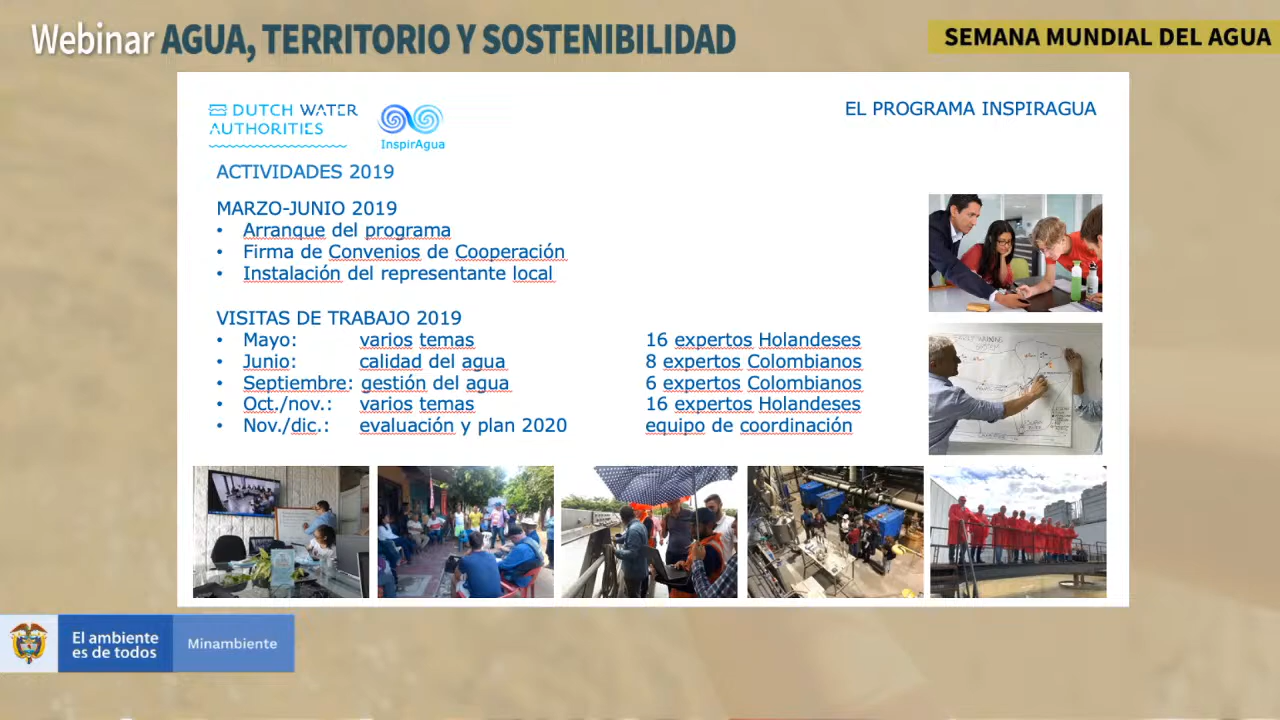 Webinar AGUA, TERRITORIO Y SOSTENIBILIDAD
SEMANA MUNDIAL DEL AGUA
DUTCH WATER
AUTHORITIES
InspirAgua
EL PROGRAMA INSPIRAGUA
ACTIVIDADES 2019
MARZO-JUNIO 2019
• Arranque del programa
• Firma de Convenios de Cooperación
• Instalación del representante local
VISITAS DE TRABAJO 2019
• Mayo: varios temas 16 expertos Holandeses
• Junio: calidad del agua 8 expertos Colombianos
• Septiembre: gestión del agua 6 expertos Colombianos
• Oct./nov.: varios temas 16 expertos Holandeses
• Nov./dic.: evaluación y plan 2020 equipo de coordinación
El ambiente
es de todos
Minambiente